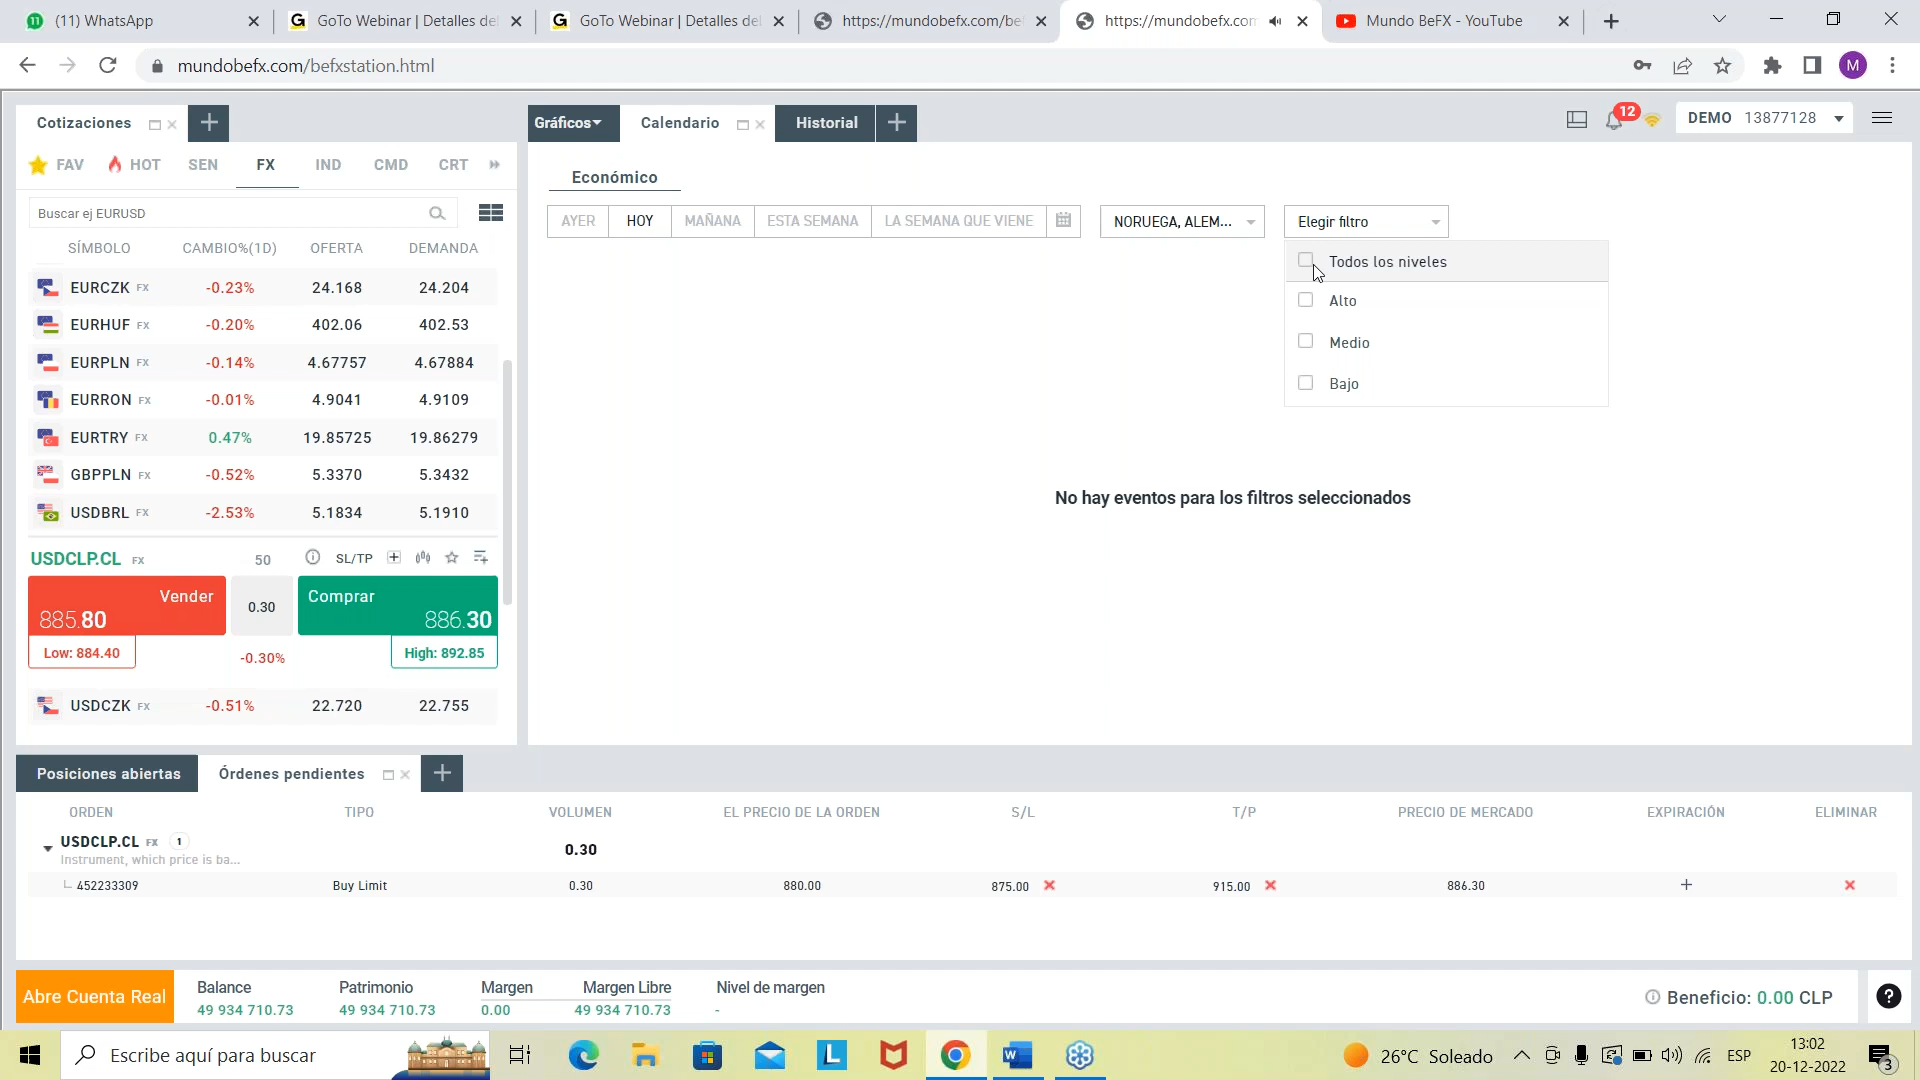 (11) WhatsApp
GoTo Webinar | Detalles del
GoTo Webinar | Detalles del
https://mundobefx.com/be
https://mundobefx.com
Mundo BeFX - YouTube
mundobefx.com/befxstation.html
M
Cotizaciones
Gráficos
Calendario
Historial
12
DEMO 13877128
FAV HOT SEN FX IND CMD CRT
Económico
Buscar ej EURUSD
AYER HOY MAÑANA ESTA SEMANA LA SEMANA QUE VIENE
NORUEGA, ALEM...
Elegir filtro
Todos los niveles
Alto
Medio
Bajo
No hay eventos para los filtros seleccionados
SÍMBOLO CAMBIO%(1D) OFERTA DEMANDA
EURCZK FX -0.23% 24.168 24.204
EURHUF FX -0.20% 402.06 402.53
EURPLN FX -0.14% 4.67757 4.67884
EURRON FX -0.01% 4.9041 4.9109
EURTRY FX 0.47% 19.85725 19.86279
GBPPLN FX -0.52% 5.3370 5.3432
USDBRL FX -2.53% 5.1834 5.1910
USDCLP.CL FX 50 SL/TP
Vender
885.80
0.30
Comprar
886.30
Low: 884.40
-0.30%
High: 892.85
USDCZK FX -0.51% 22.720 22.755
Posiciones abiertas
Órdenes pendientes
ORDEN TIPO VOLUMEN EL PRECIO DE LA ORDEN S/L T/P PRECIO DE MERCADO EXPIRACIÓN ELIMINAR
USDCLP.CL FX 1 0.30
Instrument, which price is ba...
452233309 Buy Limit 0.30 880.00 875.00 915.00 886.30
Abre Cuenta Real
Balance Patrimonio Margen Margen Libre Nivel de margen
49 934 710.73 49 934 710.73 0.00 49 934 710.73 -
Beneficio: 0.00 CLP
Escribe aquí para buscar
26°C Soleado
ESP
13:02
20-12-2022
3